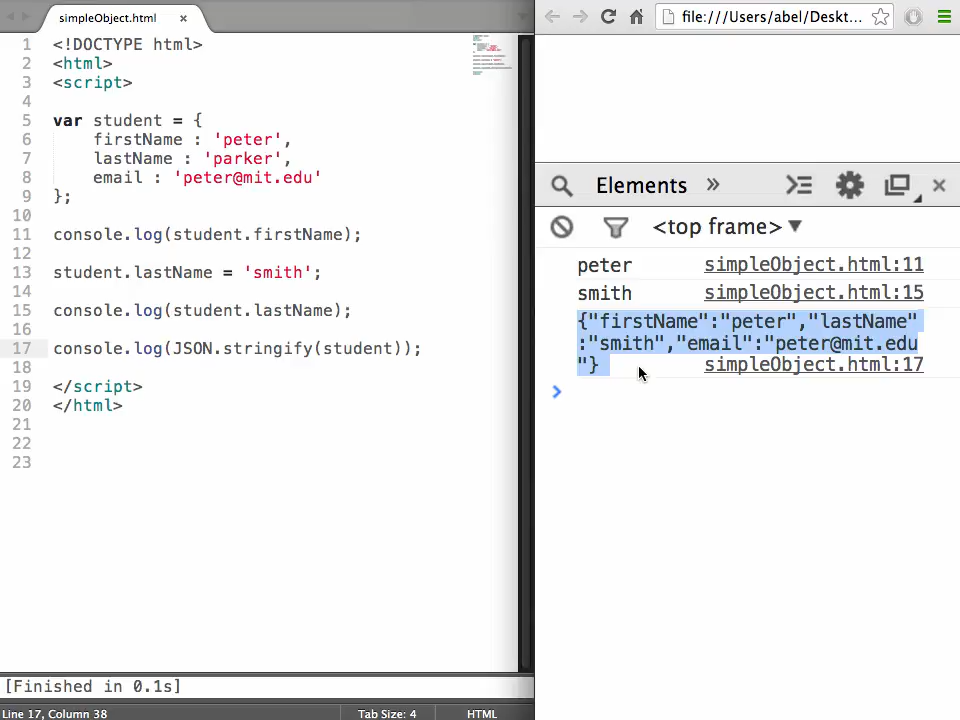 simpleObject.html ×
1 <!DOCTYPE html>
2 <html>
3 <script>
4
5 var student = {
6     firstName : 'peter',
7     lastName : 'parker',
8     email : 'peter@mit.edu'
9 };
10
11 console.log(student.firstName);
12
13 student.lastName = 'smith';
14
15 console.log(student.lastName);
16
17 console.log(JSON.stringify(student));
18
19 </script>
20 </html>
21
22
23
[Finished in 0.1s]
Line 17, Column 38 Tab Size: 4 HTML
file:///Users/abel/Deskt...
Elements »
<top frame> ▼
peter simpleObject.html:11
smith simpleObject.html:15
{"firstName":"peter","lastName"
:"smith","email":"peter@mit.edu
"} simpleObject.html:17